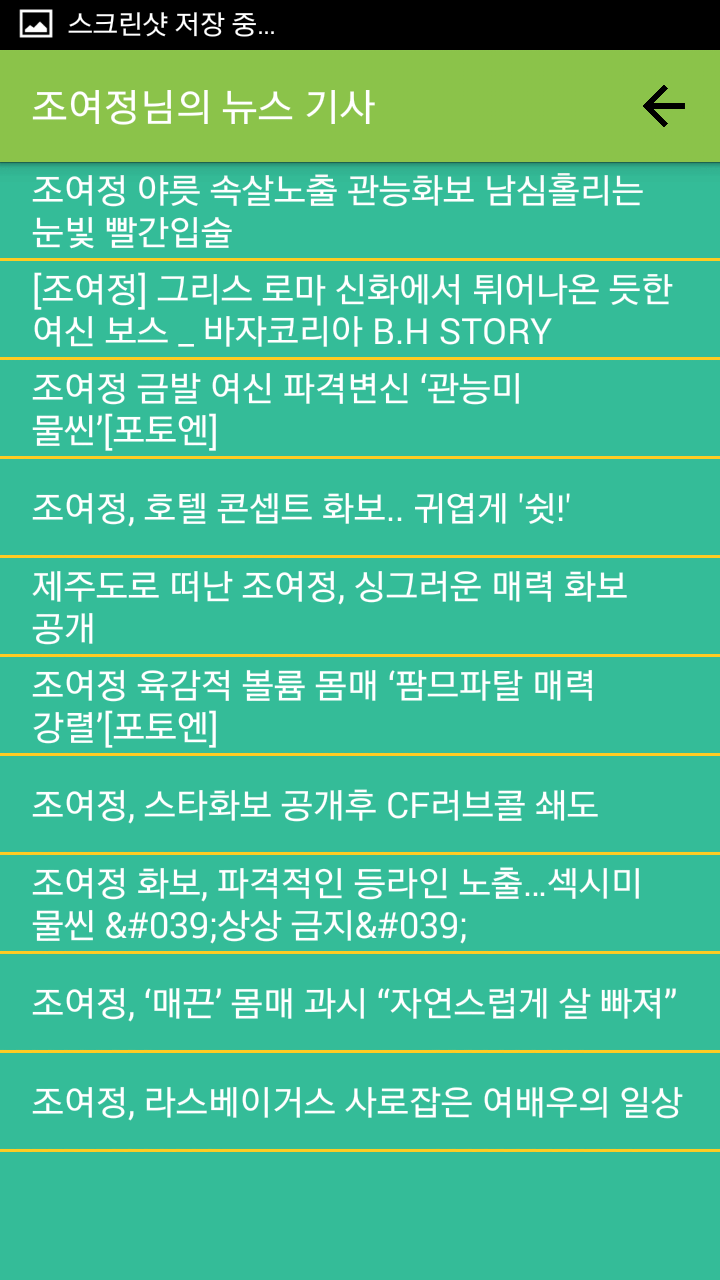 스크린샷 저장 중...
조여정님의 뉴스 기사
조여정 야릇 속살노출 관능화보 남심홀리는
눈빛 빨간입술
[조여정] 그리스 로마 신화에서 튀어나온 듯한
여신 보스 _ 바자코리아 B.H STORY
조여정 금발 여신 파격변신 ‘관능미
물씬’[포토엔]
조여정, 호텔 콘셉트 화보.. 귀엽게 '쉿!'
제주도로 떠난 조여정, 싱그러운 매력 화보
공개
조여정 육감적 볼륨 몸매 ‘팜므파탈 매력
강렬’[포토엔]
조여정, 스타화보 공개후 CF러브콜 쇄도
조여정 화보, 파격적인 등라인 노출...섹시미
물씬 &#039;상상 금지&#039;
조여정, ‘매끈’ 몸매 과시 “자연스럽게 살 빠져”
조여정, 라스베이거스 사로잡은 여배우의 일상